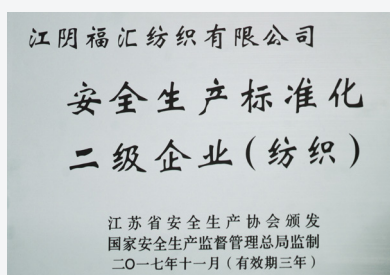 江阴福汇纺织有限公司
安全生产标准化
二级企业(纺织)
江苏省安全生产协会颁发
国家安全生产监督管理总局监制
二〇一七年十一月(有效期三年)